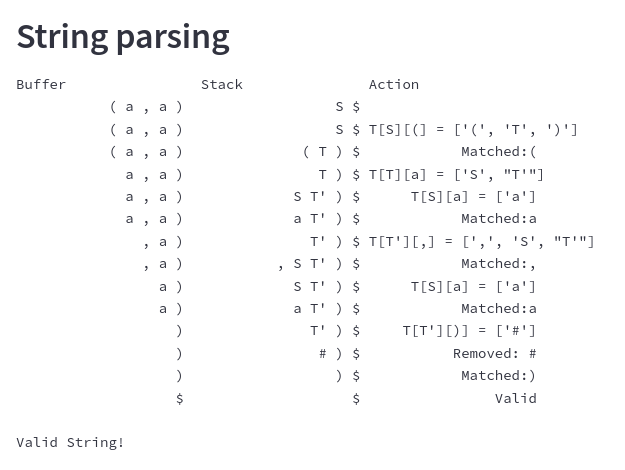 String parsing
Buffer Stack Action
( a , a ) S $
( a , a ) S $ T[S][(] = ['(', 'T', ')']
( a , a ) ( T ) $ Matched:(
a , a ) T ) $ T[T][a] = ['S', "T'"]
a , a ) S T' ) $ T[S][a] = ['a']
a , a ) a T' ) $ Matched:a
, a ) T' ) $ T[T'][,] = [',', 'S', "T'"]
, a ) , S T' ) $ Matched:,
a ) S T' ) $ T[S][a] = ['a']
a ) a T' ) $ Matched:a
) T' ) $ T[T'][)] = ['#']
) # ) $ Removed: #
) ) $ Matched:)
$ $ Valid
Valid String!